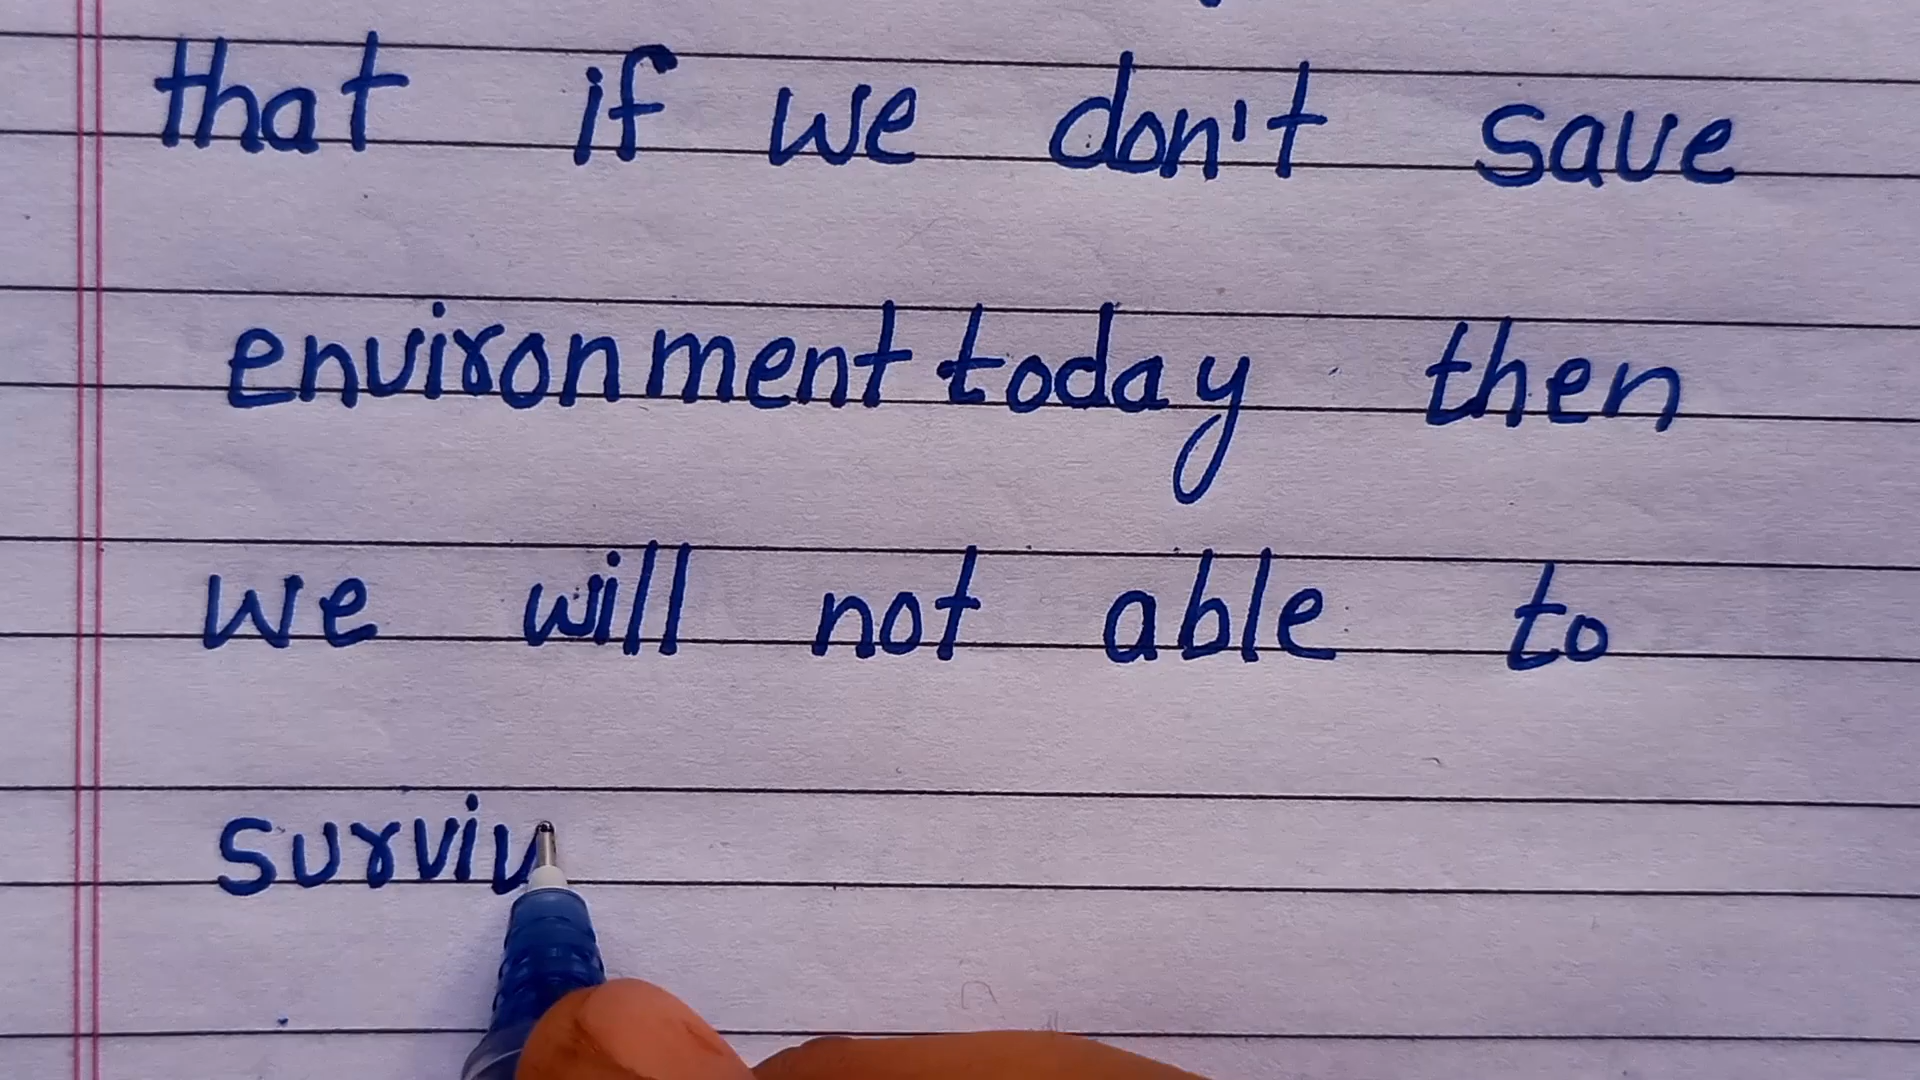 that if we don't save
environment today then
we will not able to
surviv